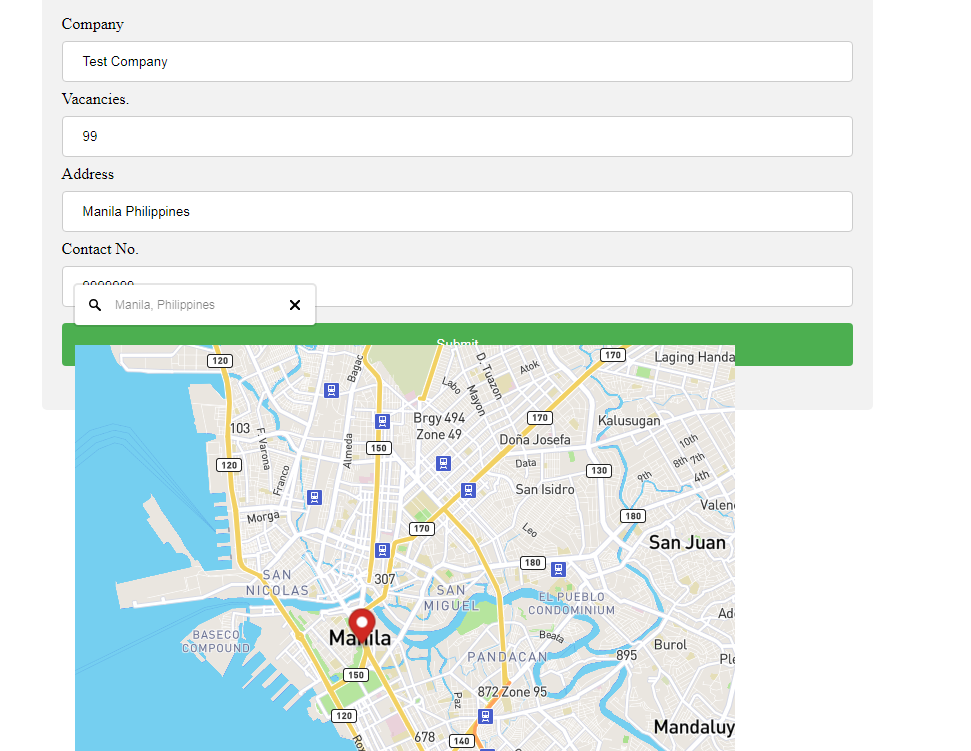 Company
Test Company
Vacancies.
99
Address
Manila Philippines
Contact No.
9999999
Manila, Philippines
Submit
120
170
Laging Handa
Bagac
Labo
D. Tuazon
Mayon
Atok
103
F. Varona
Almeda
150
Brgy 494
Zone 49
170
Kalusugan
Doña Josefa
10th
8th
7th
120
Franco
Data
130
9th
4th
San Isidro
Morga
170
Leo
180
Valen
San Juan
180
SAN
NICOLAS
307
SAN
MIGUEL
EL PUEBLO
CONDOMINIUM
Ad
BASECO
COMPOUND
Manila
Beata
Burol
PANDACAN
895
Ple
150
Paz
872 Zone 95
120
Mandaluy
Rox
678
140